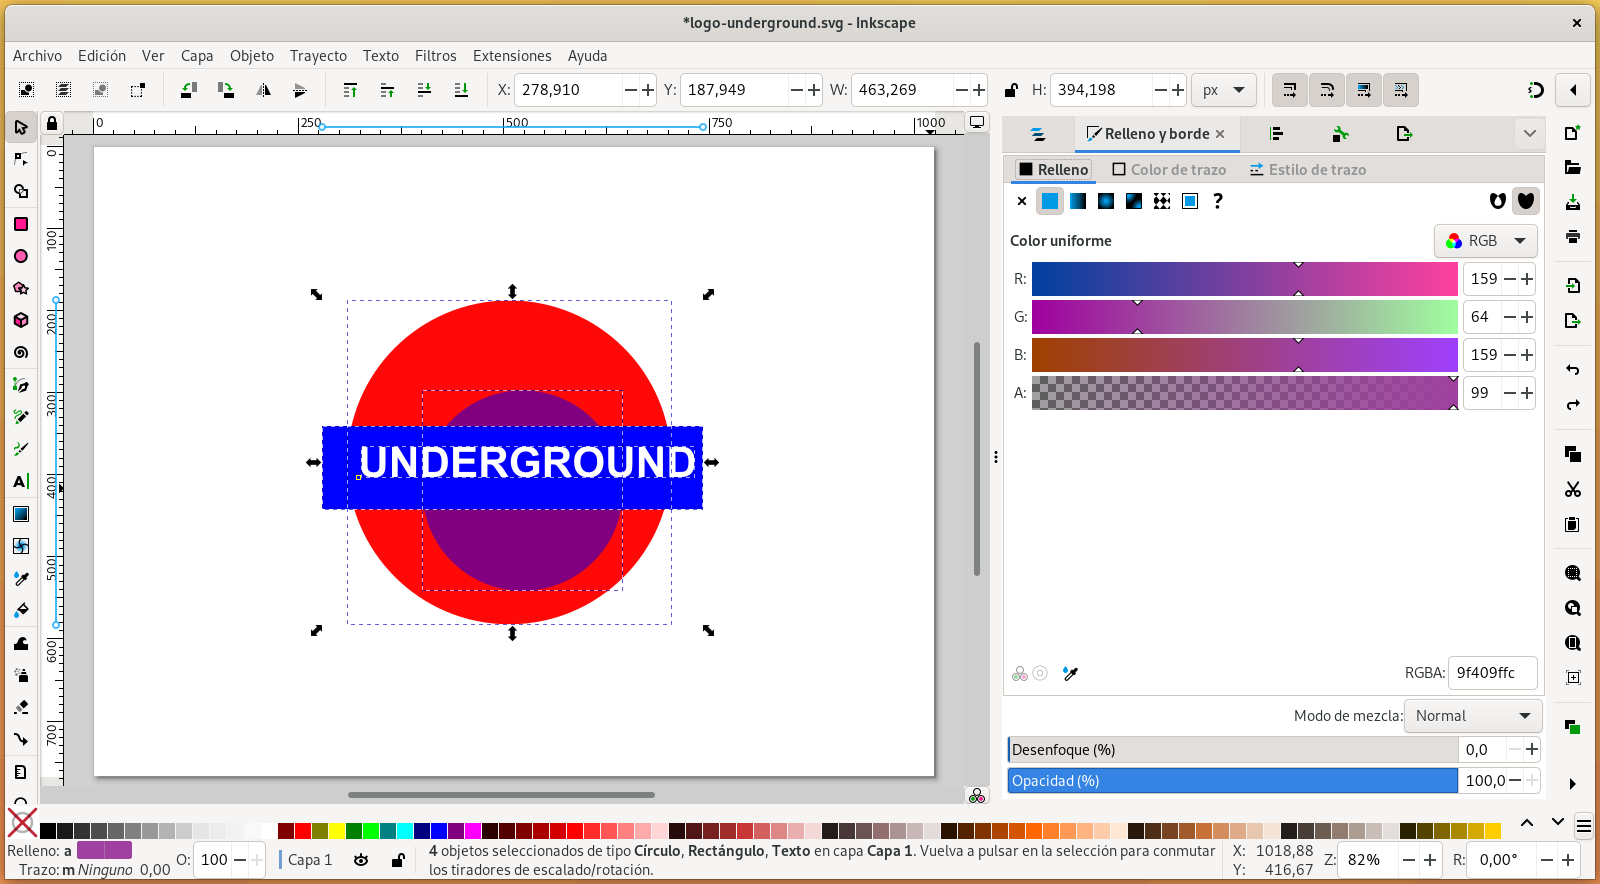 *logo-underground.svg - Inkscape
Archivo Edición Ver Capa Objeto Trayecto Texto Filtros Extensiones Ayuda
X: 278,910 Y: 187,949 W: 463,269 H: 394,198 px
0 250 500 750 1000
Relleno y borde
0
100
200
300
400
500
600
700
Relleno Color de trazo Estilo de trazo
?
Color uniforme RGB
R: 159
G: 64
B: 159
A: 99
UNDERGROUND
A
RGBA: 9f409ffc
Modo de mezcla: Normal
Desenfoque (%) 0,0
Opacidad (%) 100,0
Relleno: a
Trazo: m Ninguno 0,00
O: 100
Capa 1
4 objetos seleccionados de tipo Círculo, Rectángulo, Texto en capa Capa 1. Vuelva a pulsar en la selección para conmutar
los tiradores de escalado/rotación.
X: 1018,88
Y: 416,67
Z: 82%
R: 0,00°